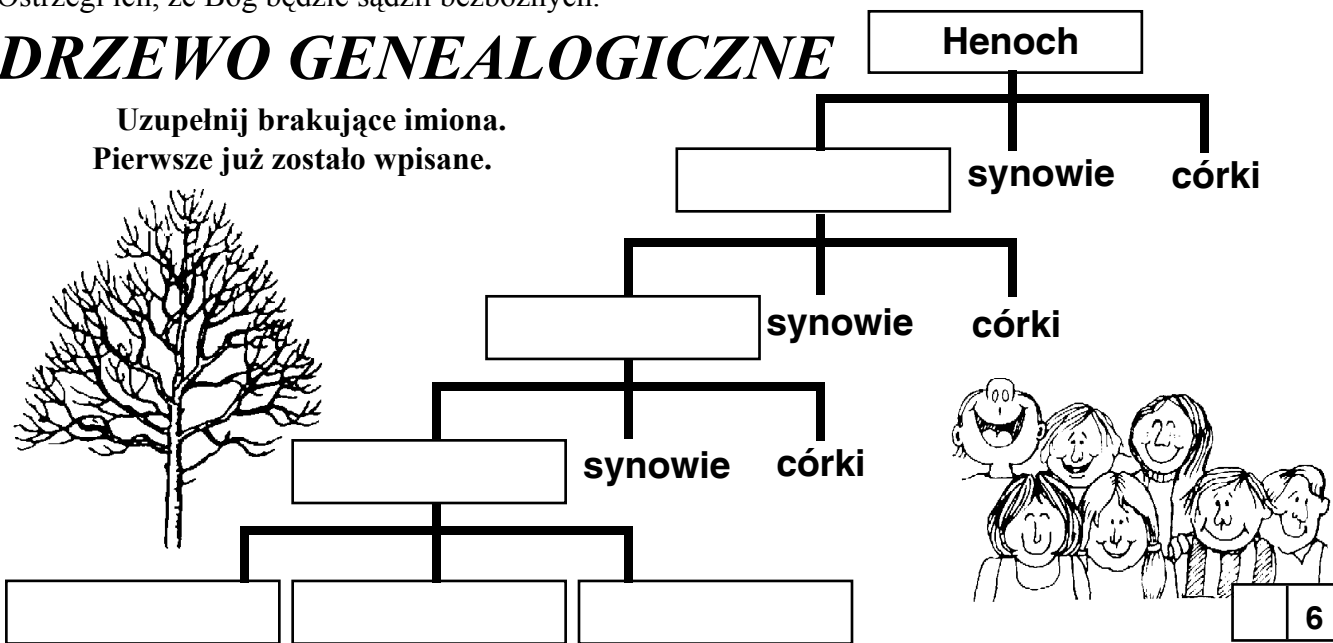 Ostrzegł ich, że Bóg będzie sądził bezbożnych.
DRZEWO GENEALOGICZNE
Henoch
Uzupełnij brakujące imiona.
Pierwsze już zostało wpisane.
synowie córki
synowie córki
synowie córki
6